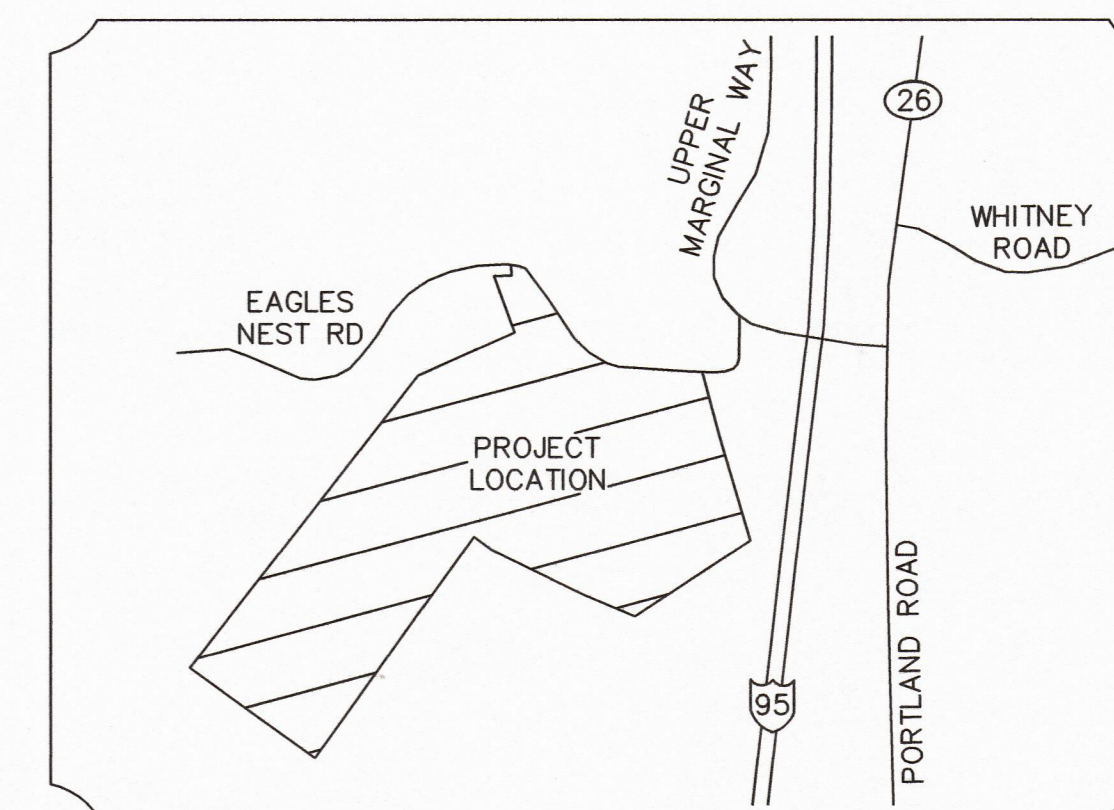 UPPER
MARGINAL WAY
26
WHITNEY
ROAD
EAGLES
NEST RD
PROJECT
LOCATION
95
PORTLAND ROAD